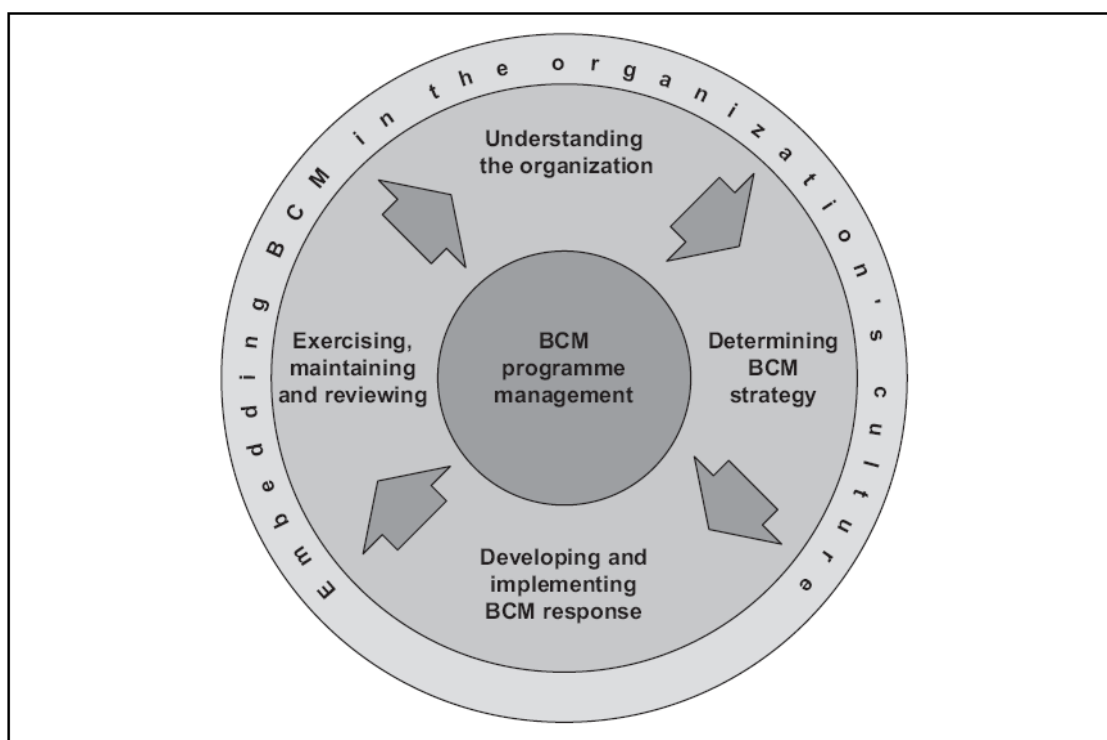 Embedding BCM in the organization's culture
Understanding
the organization
Exercising,
maintaining
and reviewing
BCM
programme
management
Determining
BCM
strategy
Developing and
implementing
BCM response